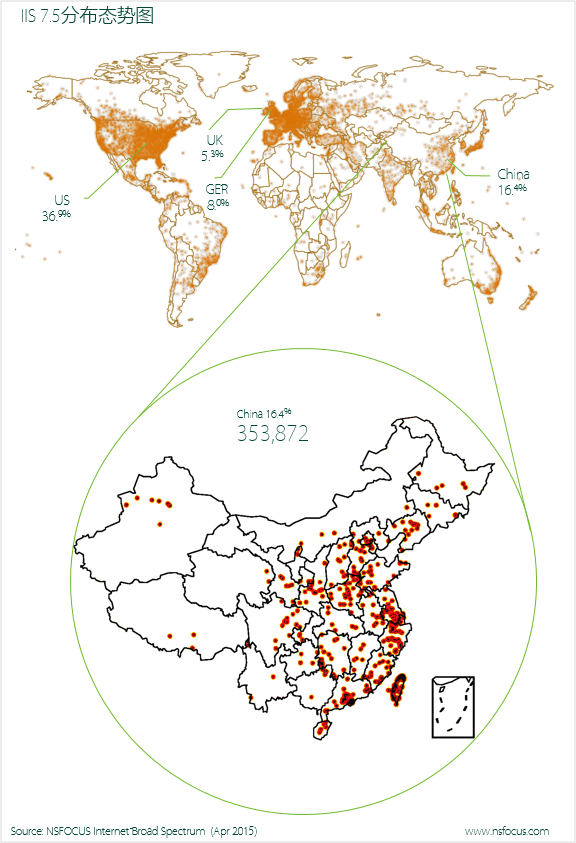 IIS 7.5分布态势图
UK
5.3%
GER
8.0%
US
36.9%
China
16.4%
China 16.4%
353,872
Source: NSFOCUS Internet Broad Spectrum (Apr 2015)
www.nsfocus.com